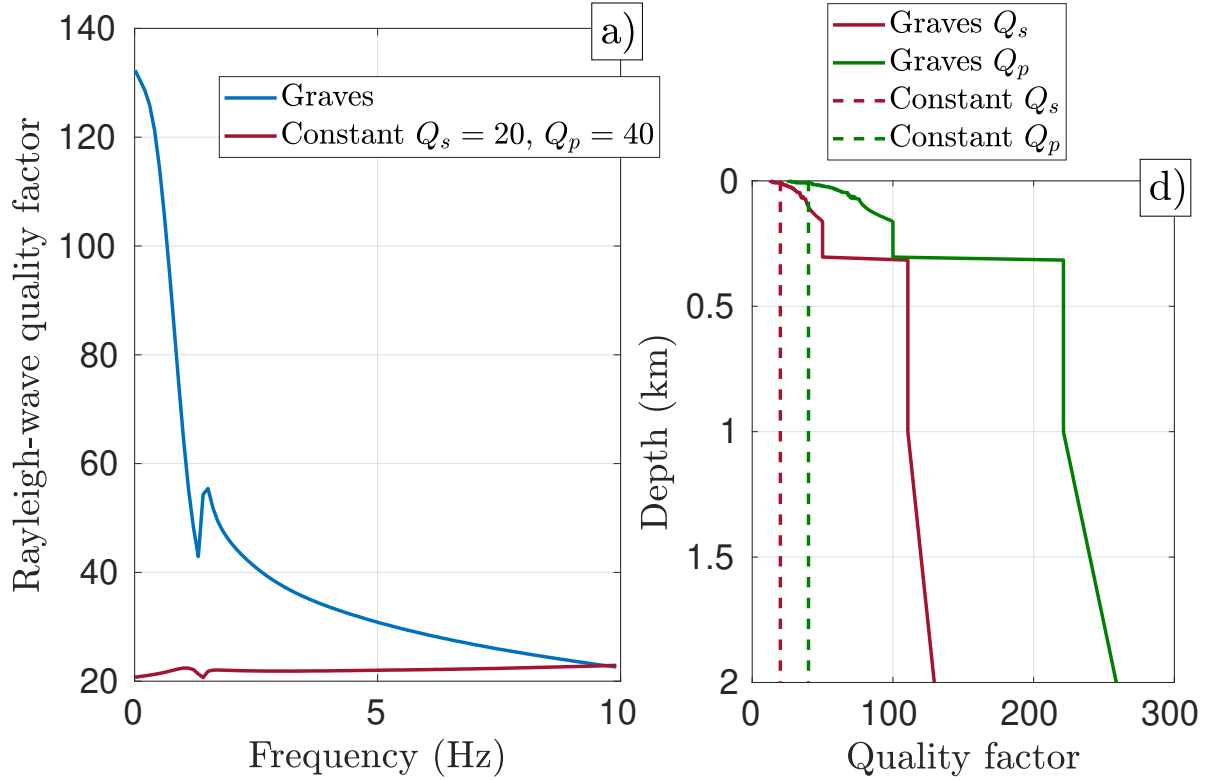 a)
Graves
Constant Q_s = 20, Q_p = 40
Rayleigh-wave quality factor
140
120
100
80
60
40
20
0
5
10
Frequency (Hz)
Graves Q_s
Graves Q_p
Constant Q_s
Constant Q_p
d)
Depth (km)
0
0.5
1
1.5
2
0
100
200
300
Quality factor